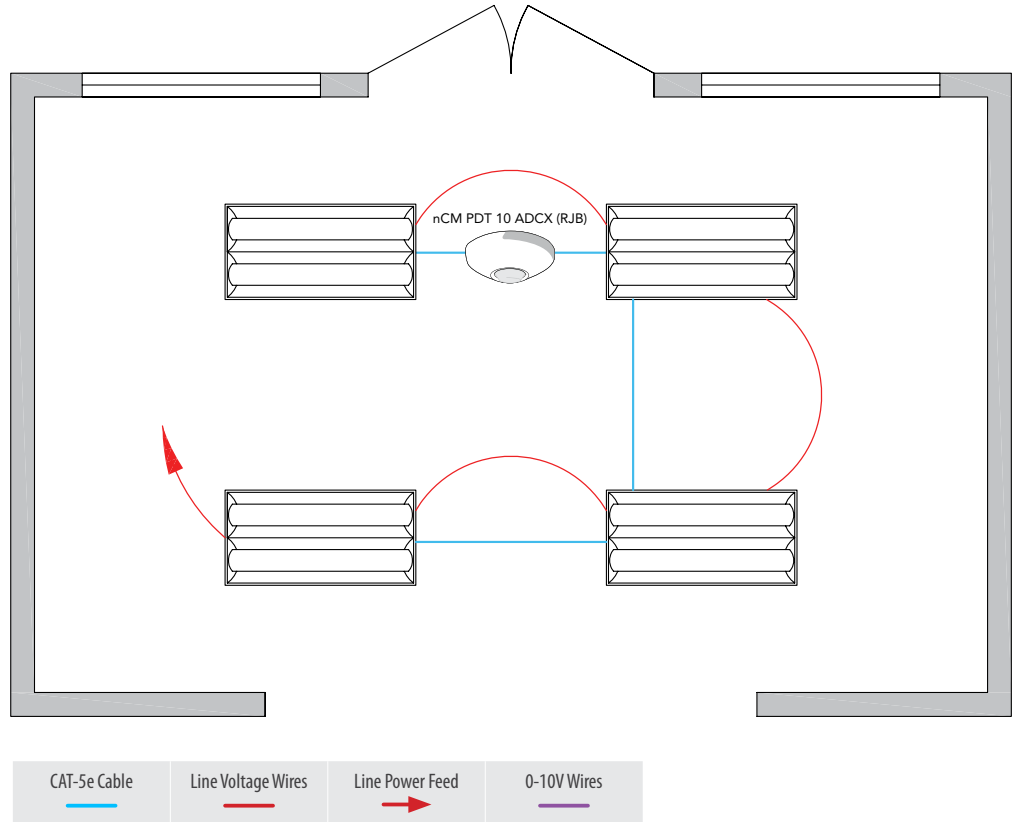 nCM PDT 10 ADCX (RJB)
CAT-5e Cable
Line Voltage Wires
Line Power Feed
0-10V Wires